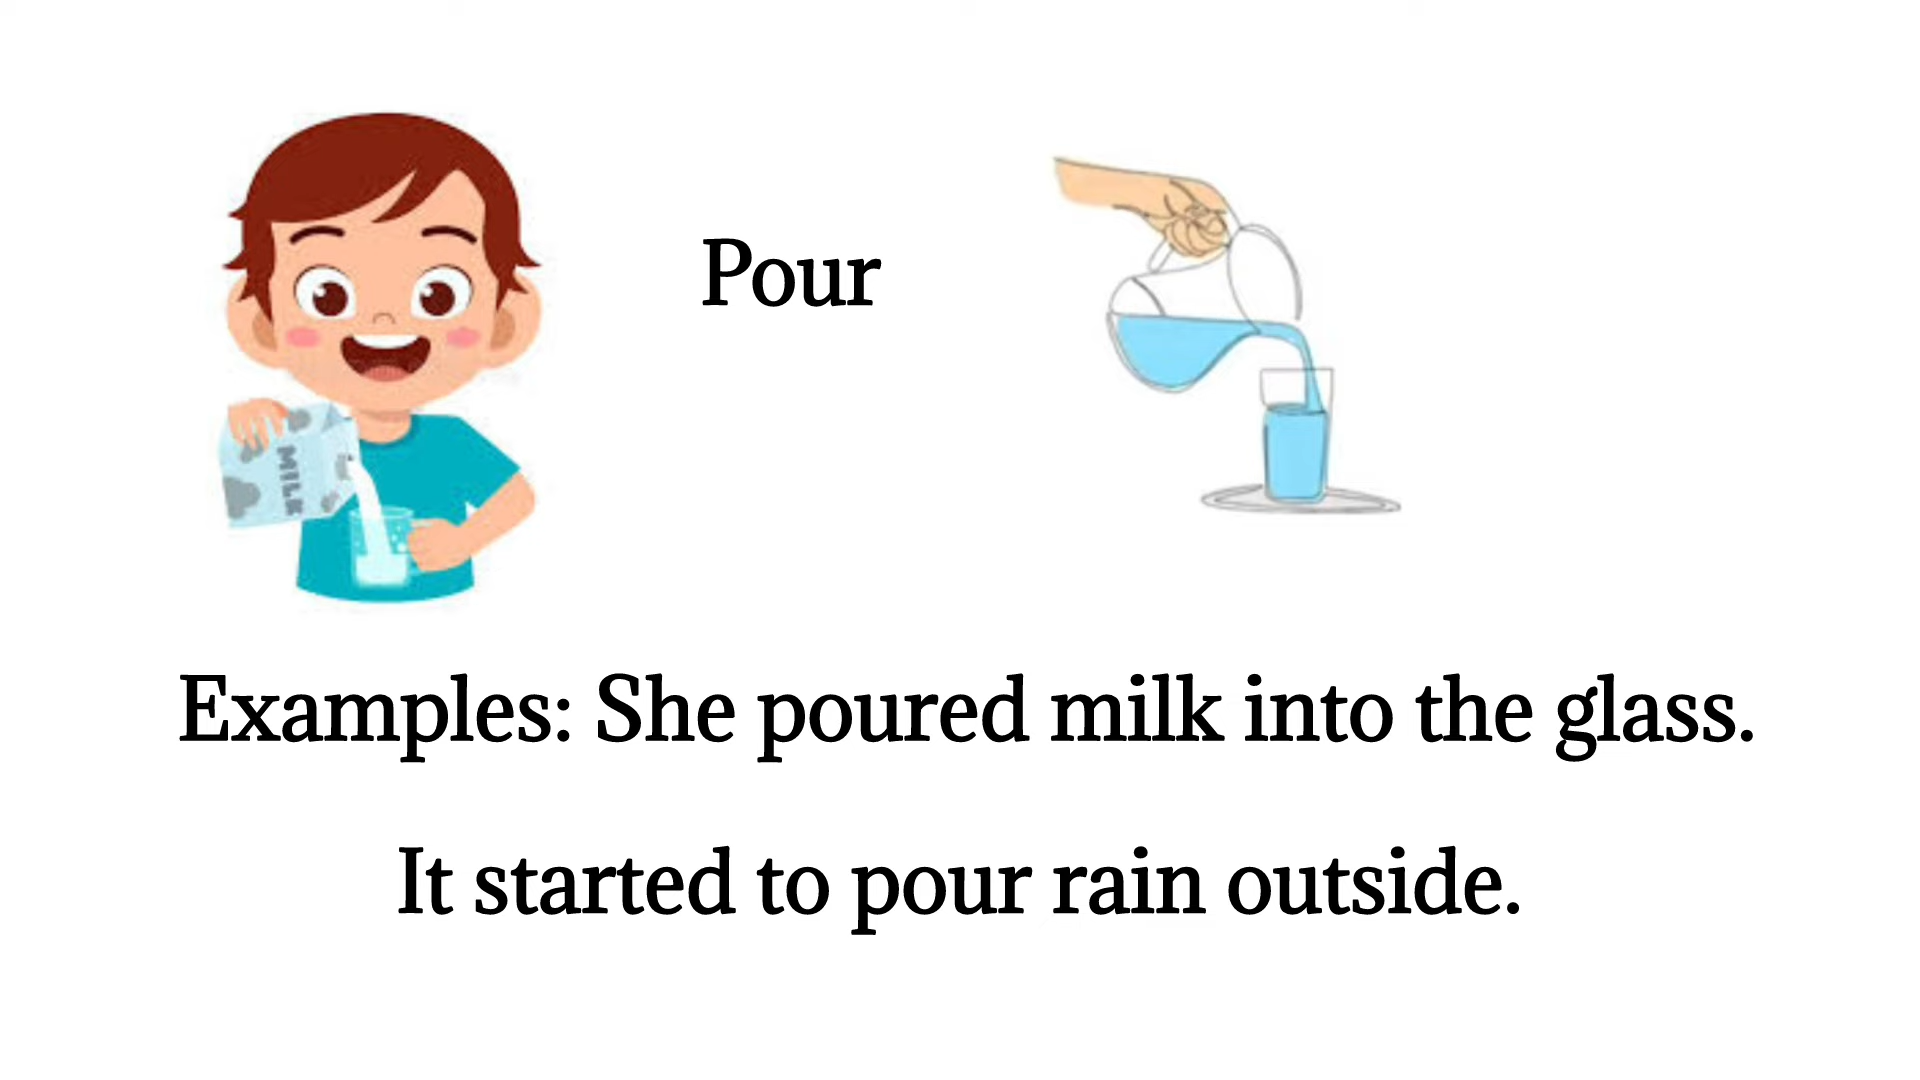 Pour
MILK
Examples: She poured milk into the glass.
It started to pour rain outside.